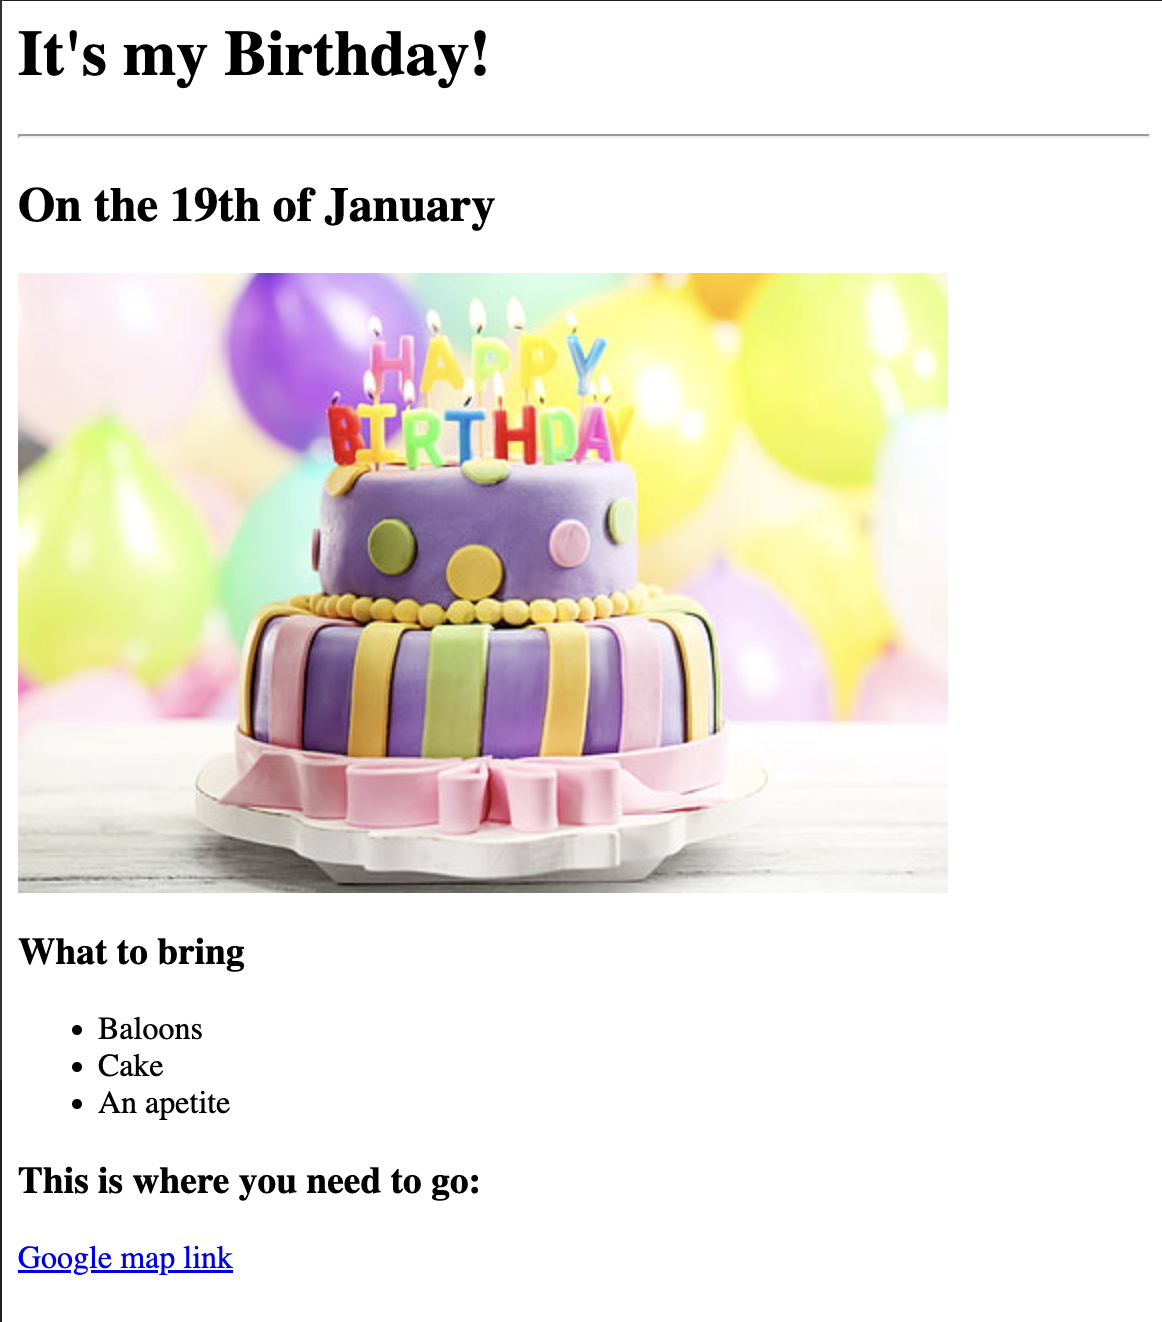 It's my Birthday!
On the 19th of January
HAPPY
BIRTHDAY
What to bring
Baloons
Cake
An apetite
This is where you need to go:
Google map link